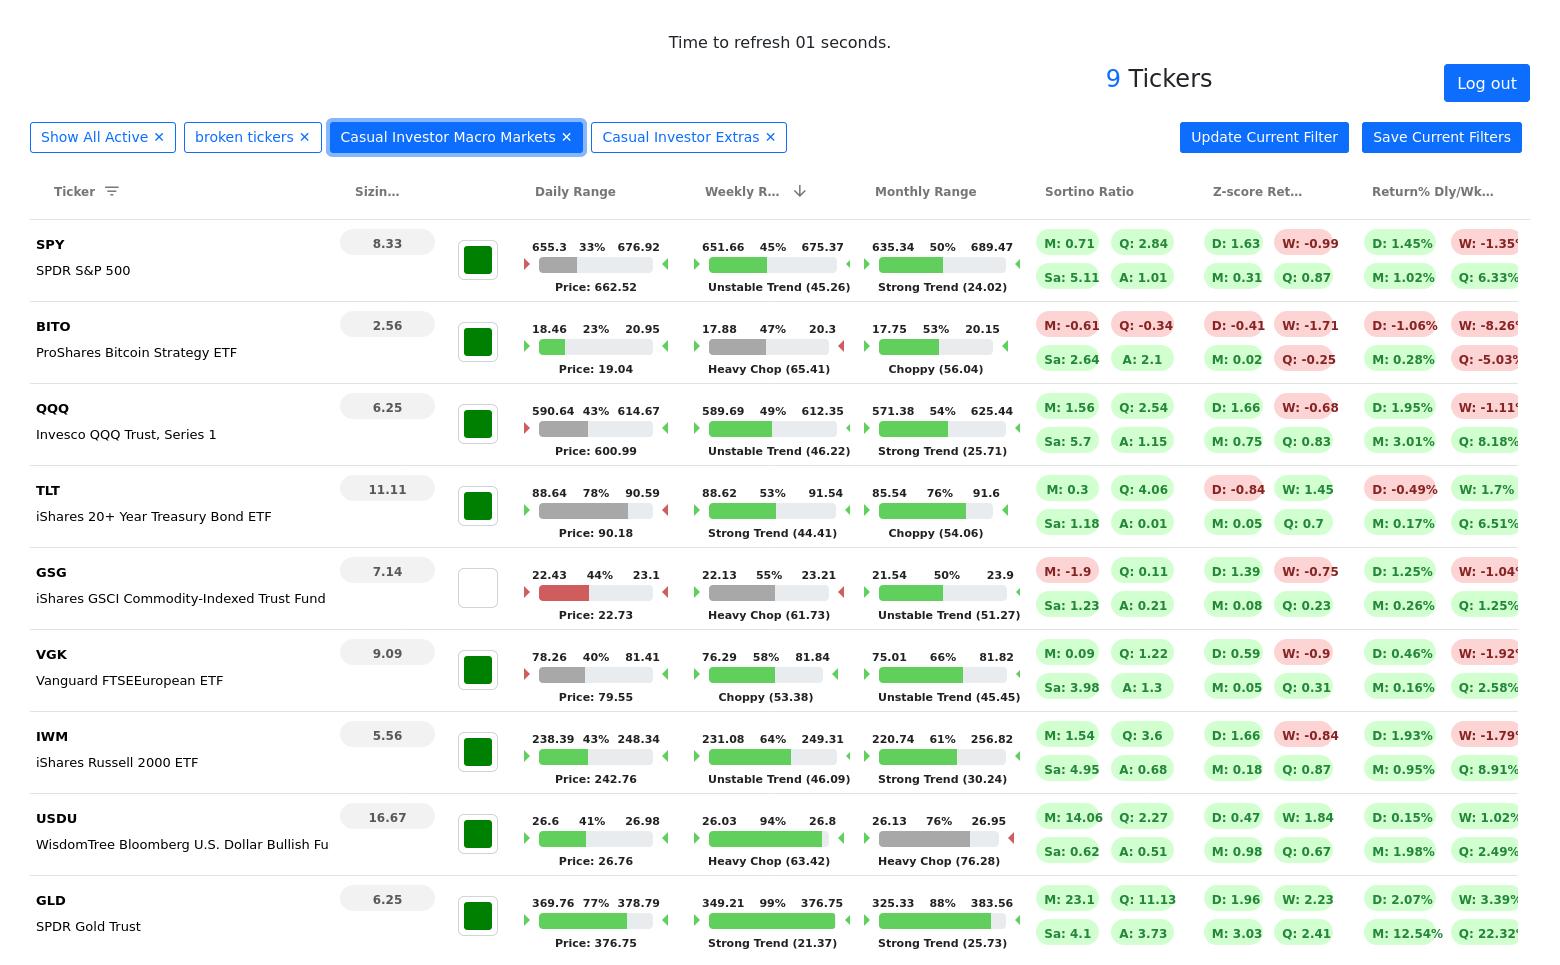 Time to refresh 01 seconds.
9 Tickers
Log out
Show All Active ✕ broken tickers ✕ Casual Investor Macro Markets ✕ Casual Investor Extras ✕ Update Current Filter Save Current Filters
Ticker Sizin… Daily Range Weekly R… Monthly Range Sortino Ratio Z-score Ret… Return% Dly/Wk…
SPY 8.33 655.3 33% 676.92 651.66 45% 675.37 635.34 50% 689.47 M: 0.71 Q: 2.84 D: 1.63 W: -0.99 D: 1.45% W: -1.35%
SPDR S&P 500 Price: 662.52 Unstable Trend (45.26) Strong Trend (24.02) Sa: 5.11 A: 1.01 M: 0.31 Q: 0.87 M: 1.02% Q: 6.33%
BITO 2.56 18.46 23% 20.95 17.88 47% 20.3 17.75 53% 20.15 M: -0.61 Q: -0.34 D: -0.41 W: -1.71 D: -1.06% W: -8.26%
ProShares Bitcoin Strategy ETF Price: 19.04 Heavy Chop (65.41) Choppy (56.04) Sa: 2.64 A: 2.1 M: 0.02 Q: -0.25 M: 0.28% Q: -5.03%
QQQ 6.25 590.64 43% 614.67 589.69 49% 612.35 571.38 54% 625.44 M: 1.56 Q: 2.54 D: 1.66 W: -0.68 D: 1.95% W: -1.11%
Invesco QQQ Trust, Series 1 Price: 600.99 Unstable Trend (46.22) Strong Trend (25.71) Sa: 5.7 A: 1.15 M: 0.75 Q: 0.83 M: 3.01% Q: 8.18%
TLT 11.11 88.64 78% 90.59 88.62 53% 91.54 85.54 76% 91.6 M: 0.3 Q: 4.06 D: -0.84 W: 1.45 D: -0.49% W: 1.7%
iShares 20+ Year Treasury Bond ETF Price: 90.18 Strong Trend (44.41) Choppy (54.06) Sa: 1.18 A: 0.01 M: 0.05 Q: 0.7 M: 0.17% Q: 6.51%
GSG 7.14 22.43 44% 23.1 22.13 55% 23.21 21.54 50% 23.9 M: -1.9 Q: 0.11 D: 1.39 W: -0.75 D: 1.25% W: -1.04%
iShares GSCI Commodity-Indexed Trust Fund Price: 22.73 Heavy Chop (61.73) Unstable Trend (51.27) Sa: 1.23 A: 0.21 M: 0.08 Q: 0.23 M: 0.26% Q: 1.25%
VGK 9.09 78.26 40% 81.41 76.29 58% 81.84 75.01 66% 81.82 M: 0.09 Q: 1.22 D: 0.59 W: -0.9 D: 0.46% W: -1.92%
Vanguard FTSEEuropean ETF Price: 79.55 Choppy (53.38) Unstable Trend (45.45) Sa: 3.98 A: 1.3 M: 0.05 Q: 0.31 M: 0.16% Q: 2.58%
IWM 5.56 238.39 43% 248.34 231.08 64% 249.31 220.74 61% 256.82 M: 1.54 Q: 3.6 D: 1.66 W: -0.84 D: 1.93% W: -1.79%
iShares Russell 2000 ETF Price: 242.76 Unstable Trend (46.09) Strong Trend (30.24) Sa: 4.95 A: 0.68 M: 0.18 Q: 0.87 M: 0.95% Q: 8.91%
USDU 16.67 26.6 41% 26.98 26.03 94% 26.8 26.13 76% 26.95 M: 14.06 Q: 2.27 D: 0.47 W: 1.84 D: 0.15% W: 1.02%
WisdomTree Bloomberg U.S. Dollar Bullish Fu Price: 26.76 Heavy Chop (63.42) Heavy Chop (76.28) Sa: 0.62 A: 0.51 M: 0.98 Q: 0.67 M: 1.98% Q: 2.49%
GLD 6.25 369.76 77% 378.79 349.21 99% 376.75 325.33 88% 383.56 M: 23.1 Q: 11.13 D: 1.96 W: 2.23 D: 2.07% W: 3.39%
SPDR Gold Trust Price: 376.75 Strong Trend (21.37) Strong Trend (25.73) Sa: 4.1 A: 3.73 M: 3.03 Q: 2.41 M: 12.54% Q: 22.32%